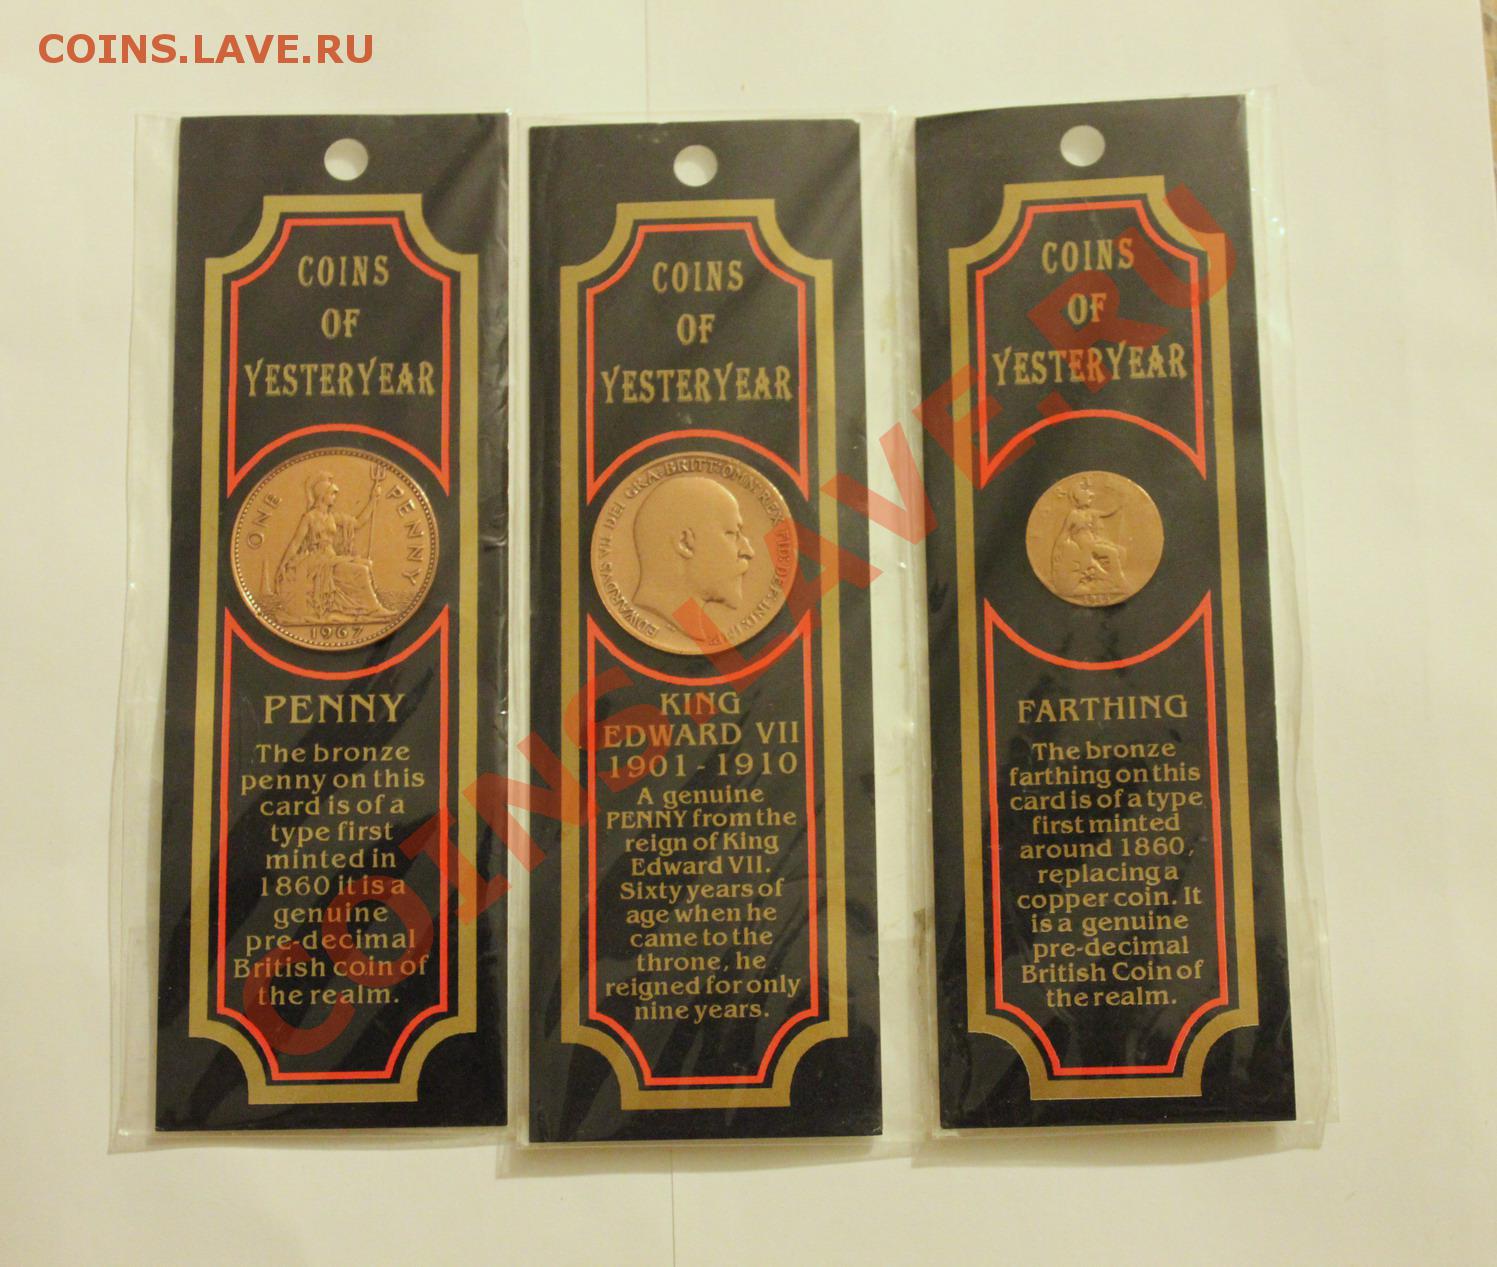 COINS.LAVE.RU
COINS
OF
YESTERYEAR
ONE PENNY
1967
PENNY
The bronze
penny on this
card is of a
type first
minted in
1860 it is a
genuine
pre-decimal
British coin of
the realm.
COINS
OF
YESTERYEAR
EDWARDVS VII DEI GRA: BRITT: OMN: REX FID: DEF: IND: IMP:
KING
EDWARD VII
1901 - 1910
A genuine
PENNY from the
reign of King
Edward VII.
Sixty years of
age when he
came to the
throne, he
reigned for only
nine years.
COINS
OF
YESTERYEAR
FARTHING
The bronze
farthing on this
card is of a type
first minted
around 1860,
replacing a
copper coin. It
is a genuine
pre-decimal
British Coin of
the realm.
COINS.LAVE.RU